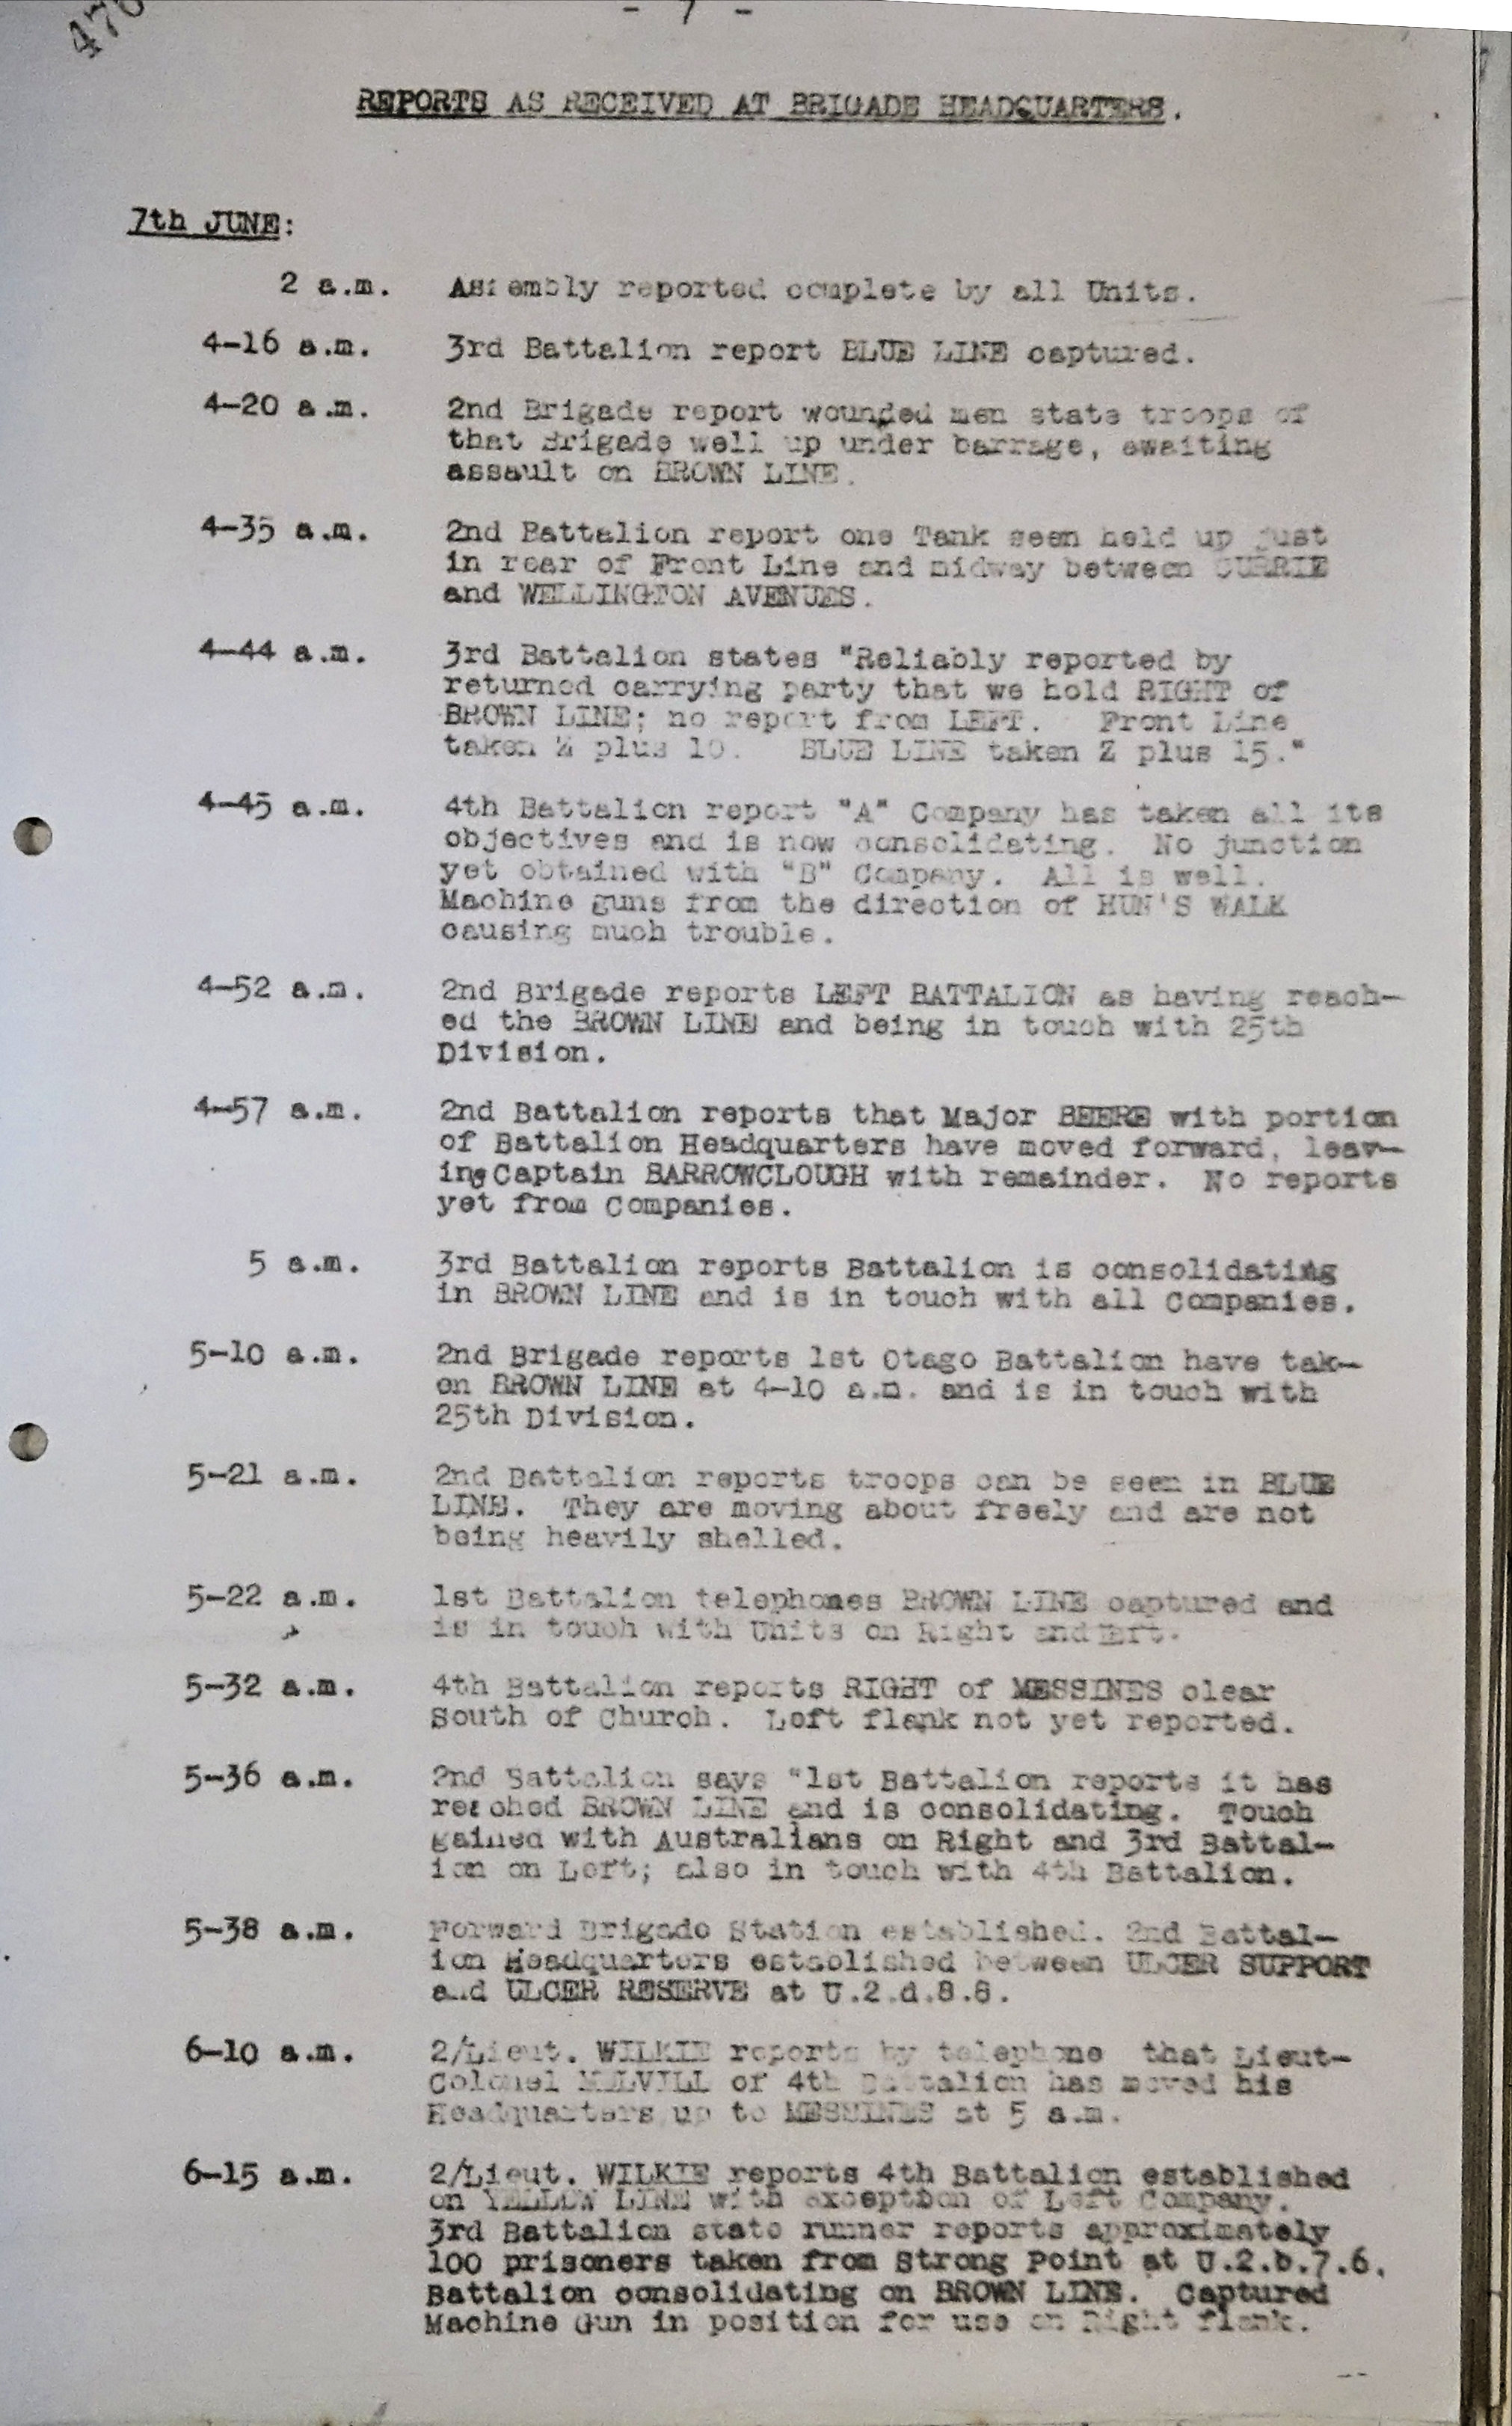 - 7 -
REPORTS AS RECEIVED AT BRIGADE HEADQUARTERS.
7th JUNE:
2 a.m. Assembly reported complete by all Units.
4-16 a.m. 3rd Battalion report BLUE LINE captured.
4-20 a.m. 2nd Brigade report wounded men state troops of
that Brigade well up under barrage, awaiting
assault on BROWN LINE.
4-35 a.m. 2nd Battalion report one Tank seen held up just
in rear of Front Line and midway between CURRIE
and WELLINGTON AVENUES.
4-44 a.m. 3rd Battalion states "Reliably reported by
returned carrying party that we hold RIGHT of
BROWN LINE; no report from LEFT. Front Line
taken Z plus 10. BLUE LINE taken Z plus 15."
4-45 a.m. 4th Battalion report "A" Company has taken all its
objectives and is now consolidating. No junction
yet obtained with "B" Company. All is well.
Machine guns from the direction of HUN'S WALK
causing much trouble.
4-52 a.m. 2nd Brigade reports LEFT BATTALION as having reach-
ed the BROWN LINE and being in touch with 25th
Division.
4-57 a.m. 2nd Battalion reports that Major BEERE with portion
of Battalion Headquarters have moved forward, leav-
ing Captain BARROWCLOUGH with remainder. No reports
yet from Companies.
5 a.m. 3rd Battalion reports Battalion is consolidating
in BROWN LINE and is in touch with all Companies.
5-10 a.m. 2nd Brigade reports 1st Otago Battalion have tak-
en BROWN LINE at 4-10 a.m. and is in touch with
25th Division.
5-21 a.m. 2nd Battalion reports troops can be seen in BLUE
LINE. They are moving about freely and are not
being heavily shelled.
5-22 a.m. 1st Battalion telephones BROWN LINE captured and
is in touch with Units on Right and Left.
5-32 a.m. 4th Battalion reports RIGHT of MESSINES clear
South of Church. Left flank not yet reported.
5-36 a.m. 2nd Battalion says "1st Battalion reports it has
reached BROWN LINE and is consolidating. Touch
gained with Australians on Right and 3rd Battal-
ion on Left; also in touch with 4th Battalion.
5-38 a.m. Forward Brigade Station established. 2nd Battal-
ion Headquarters established between ULCER SUPPORT
and ULCER RESERVE at U.2.d.8.8.
6-10 a.m. 2/Lieut. WILKIE reports by telephone that Lieut-
Colonel MELVILL of 4th Battalion has moved his
Headquarters up to MESSINES at 5 a.m.
6-15 a.m. 2/Lieut. WILKIE reports 4th Battalion established
on YELLOW LINE with exception of Left Company.
3rd Battalion state runner reports approximately
100 prisoners taken from Strong Point at U.2.b.7.6.
Battalion consolidating on BROWN LINE. Captured
Machine Gun in position for use on Right flank.